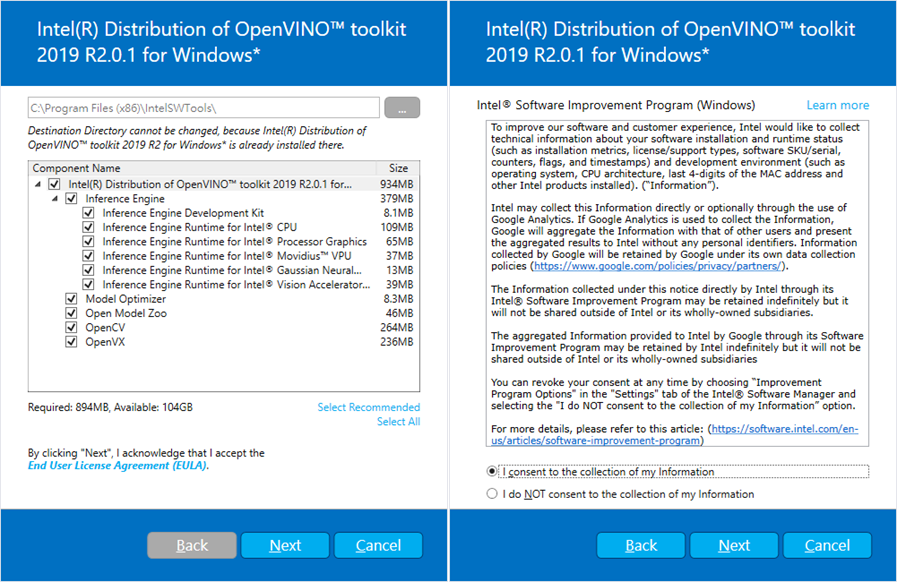 Intel(R) Distribution of OpenVINO™ toolkit
2019 R2.0.1 for Windows*
C:\Program Files (x86)\IntelSWTools\
...
Destination Directory cannot be changed, because Intel(R) Distribution of
OpenVINO™ toolkit 2019 R2 for Windows* is already installed there.
Component Name Size
Intel(R) Distribution of OpenVINO™ toolkit 2019 R2.0.1 for... 934MB
Inference Engine 379MB
Inference Engine Development Kit 8.1MB
Inference Engine Runtime for Intel® CPU 109MB
Inference Engine Runtime for Intel® Processor Graphics 65MB
Inference Engine Runtime for Intel® Movidius™ VPU 37MB
Inference Engine Runtime for Intel® Gaussian Neural... 13MB
Inference Engine Runtime for Intel® Vision Accelerator... 39MB
Model Optimizer 8.3MB
Open Model Zoo 46MB
OpenCV 264MB
OpenVX 236MB
Required: 894MB, Available: 104GB
Select Recommended
Select All
By clicking "Next", I acknowledge that I accept the
End User License Agreement (EULA).
Back Next Cancel
Intel(R) Distribution of OpenVINO™ toolkit
2019 R2.0.1 for Windows*
Intel® Software Improvement Program (Windows) Learn more
To improve our software and customer experience, Intel would like to collect
technical information about your software installation and runtime status
(such as installation metrics, license/support types, software SKU/serial,
counters, flags, and timestamps) and development environment (such as
operating system, CPU architecture, last 4-digits of the MAC address and
other Intel products installed). ("Information").
Intel may collect this Information directly or optionally through the use of
Google Analytics. If Google Analytics is used to collect the Information,
Google will aggregate the Information with that of other users and present
the aggregated results to Intel without any personal identifiers. Information
collected by Google will be retained by Google under its own data collection
policies (https://www.google.com/policies/privacy/partners/).
The Information collected under this notice directly by Intel through its
Intel® Software Improvement Program may be retained indefinitely but it
will not be shared outside of Intel or its wholly-owned subsidiaries.
The aggregated Information provided to Intel by Google through its Software
Improvement Program may be retained by Intel indefinitely but it will not be
shared outside of Intel or its wholly-owned subsidiaries
You can revoke your consent at any time by choosing "Improvement
Program Options" in the "Settings" tab of the Intel® Software Manager and
selecting the "I do NOT consent to the collection of my Information" option.
For more details, please refer to this article: (https://software.intel.com/en-
us/articles/software-improvement-program)
I consent to the collection of my Information
I do NOT consent to the collection of my Information
Back Next Cancel